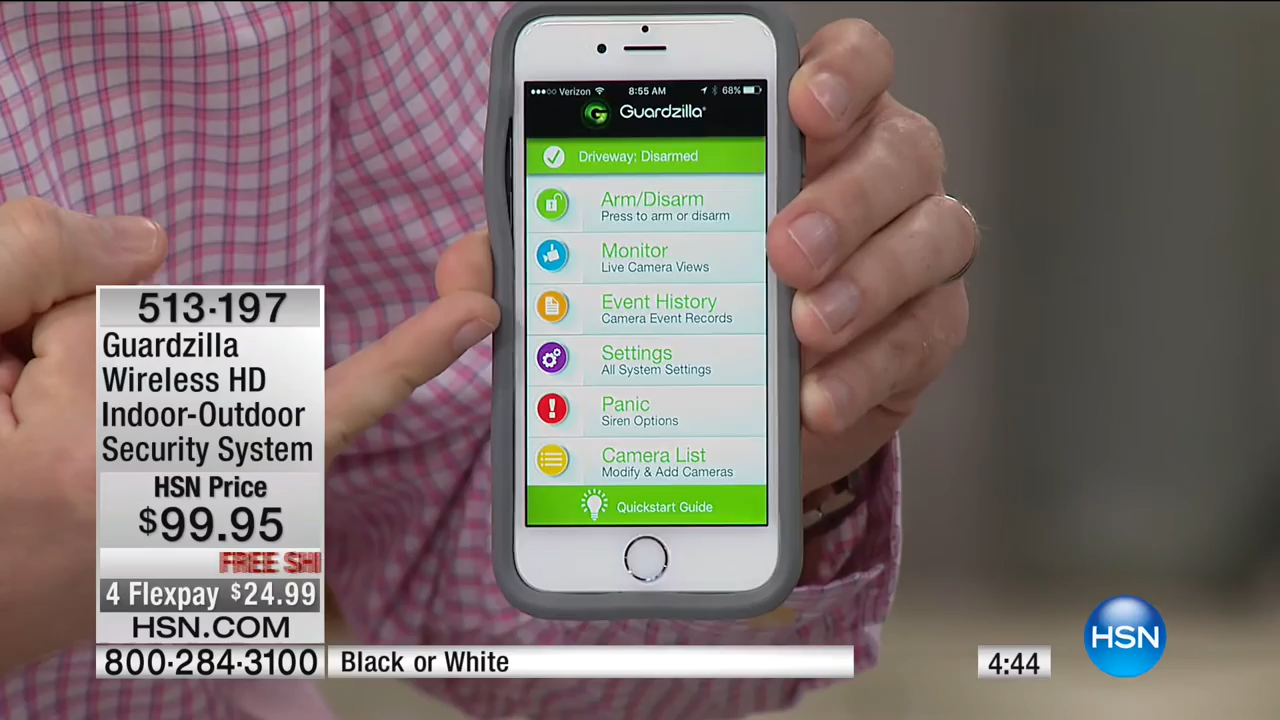 Verizon 8:55 AM 68%
Guardzilla®
Driveway: Disarmed
Arm/Disarm
Press to arm or disarm
Monitor
Live Camera Views
Event History
Camera Event Records
Settings
All System Settings
Panic
Siren Options
Camera List
Modify & Add Cameras
Quickstart Guide
513-197
Guardzilla
Wireless HD
Indoor-Outdoor
Security System
HSN Price
$99.95
FREE SHI
4 Flexpay $24.99
HSN.COM
800-284-3100
Black or White
4:44
HSN